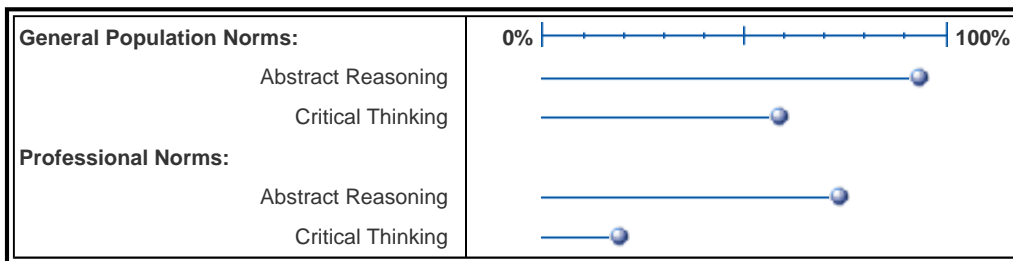 General Population Norms: 0% 100%
Abstract Reasoning
Critical Thinking
Professional Norms:
Abstract Reasoning
Critical Thinking